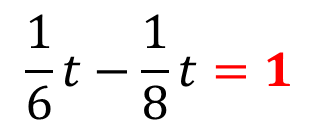 1/6 t − 1/8 t = 1